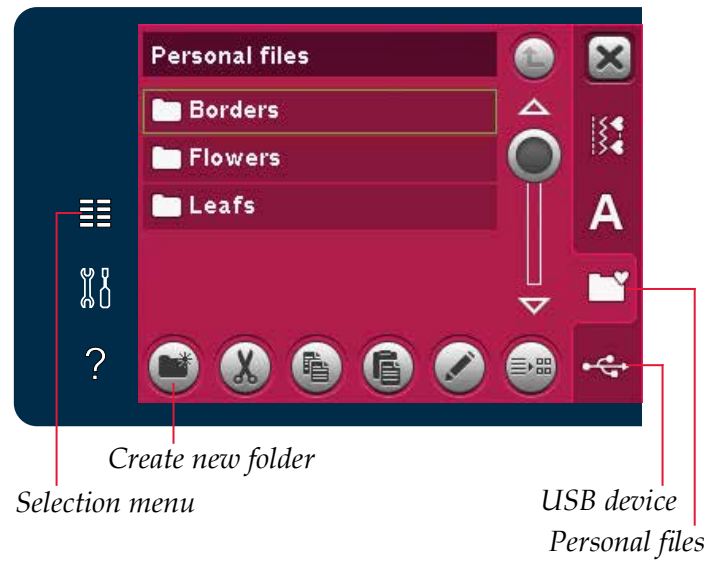 Personal files
Borders
Flowers
Leafs
A
?
Create new folder
Selection menu
USB device
Personal files